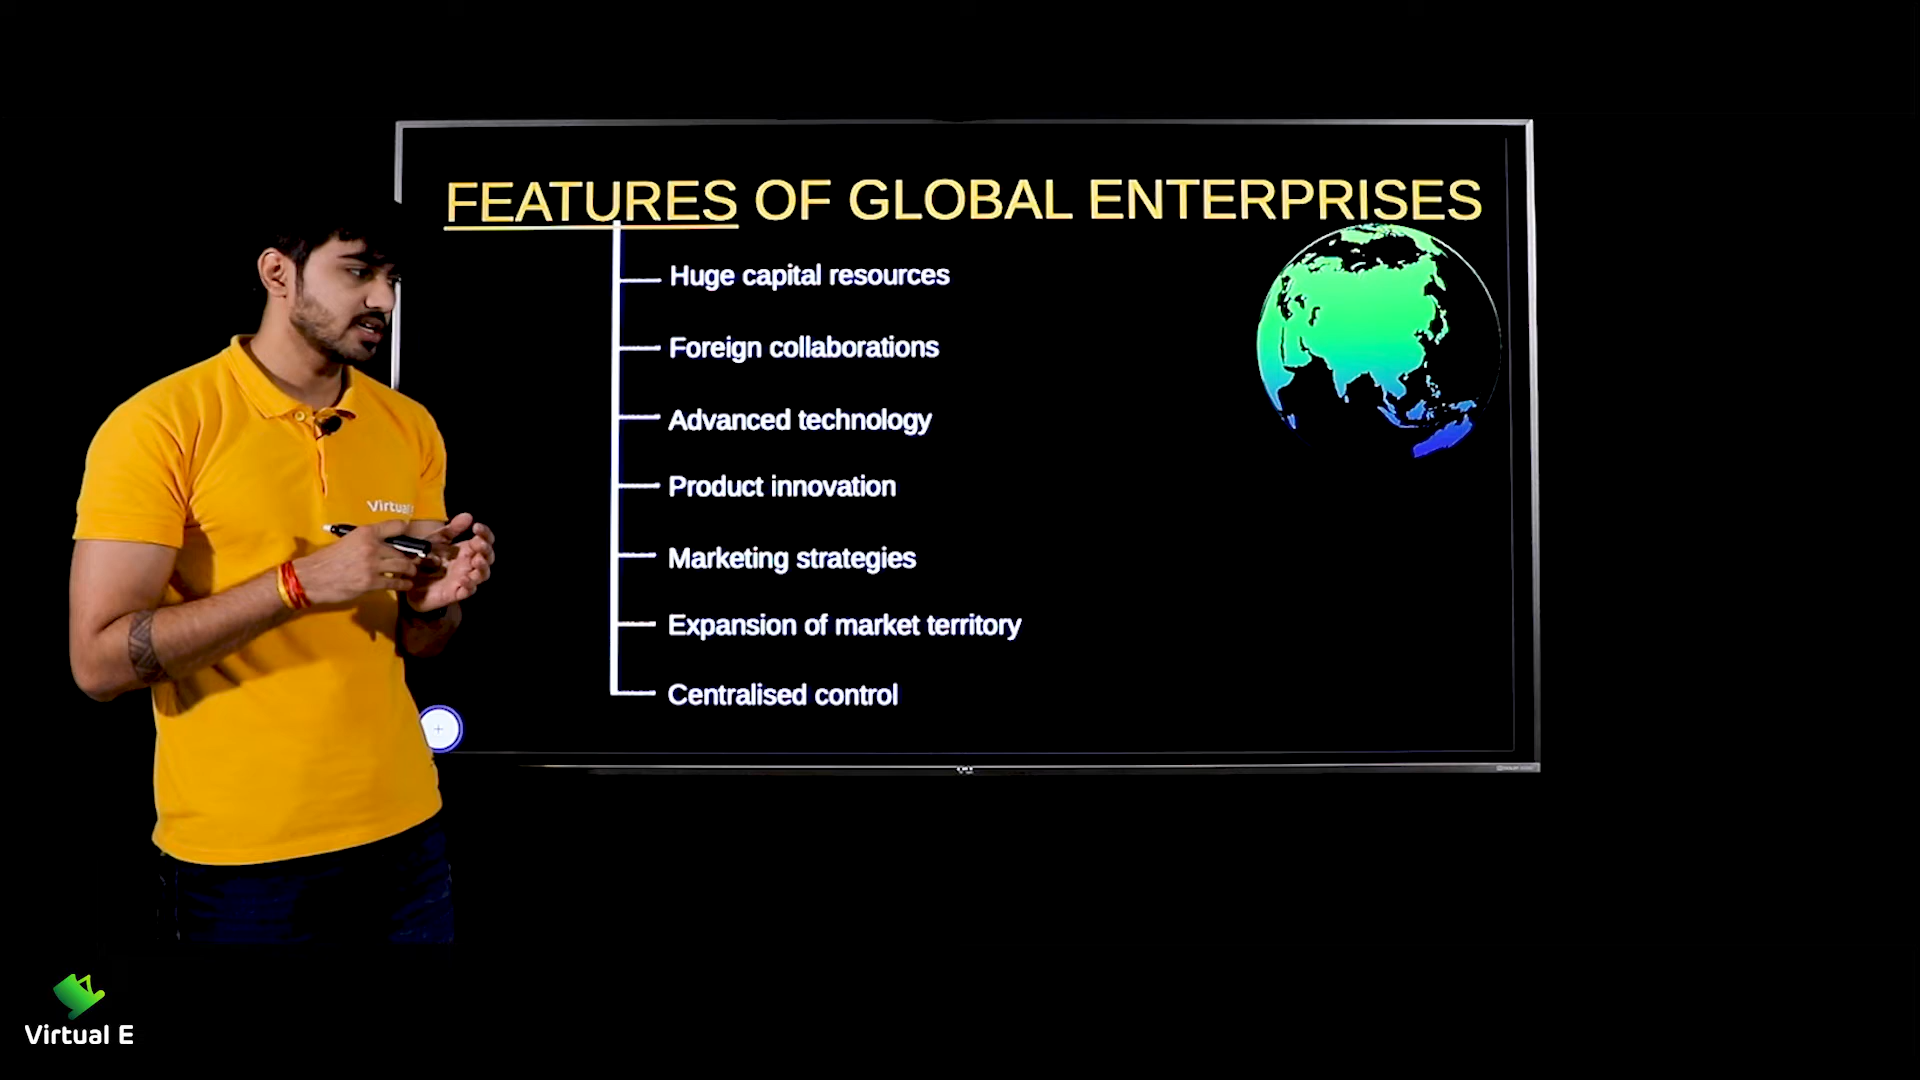 FEATURES OF GLOBAL ENTERPRISES
Huge capital resources
Foreign collaborations
Advanced technology
Product innovation
Marketing strategies
Expansion of market territory
Centralised control
Virtual
Virtual E